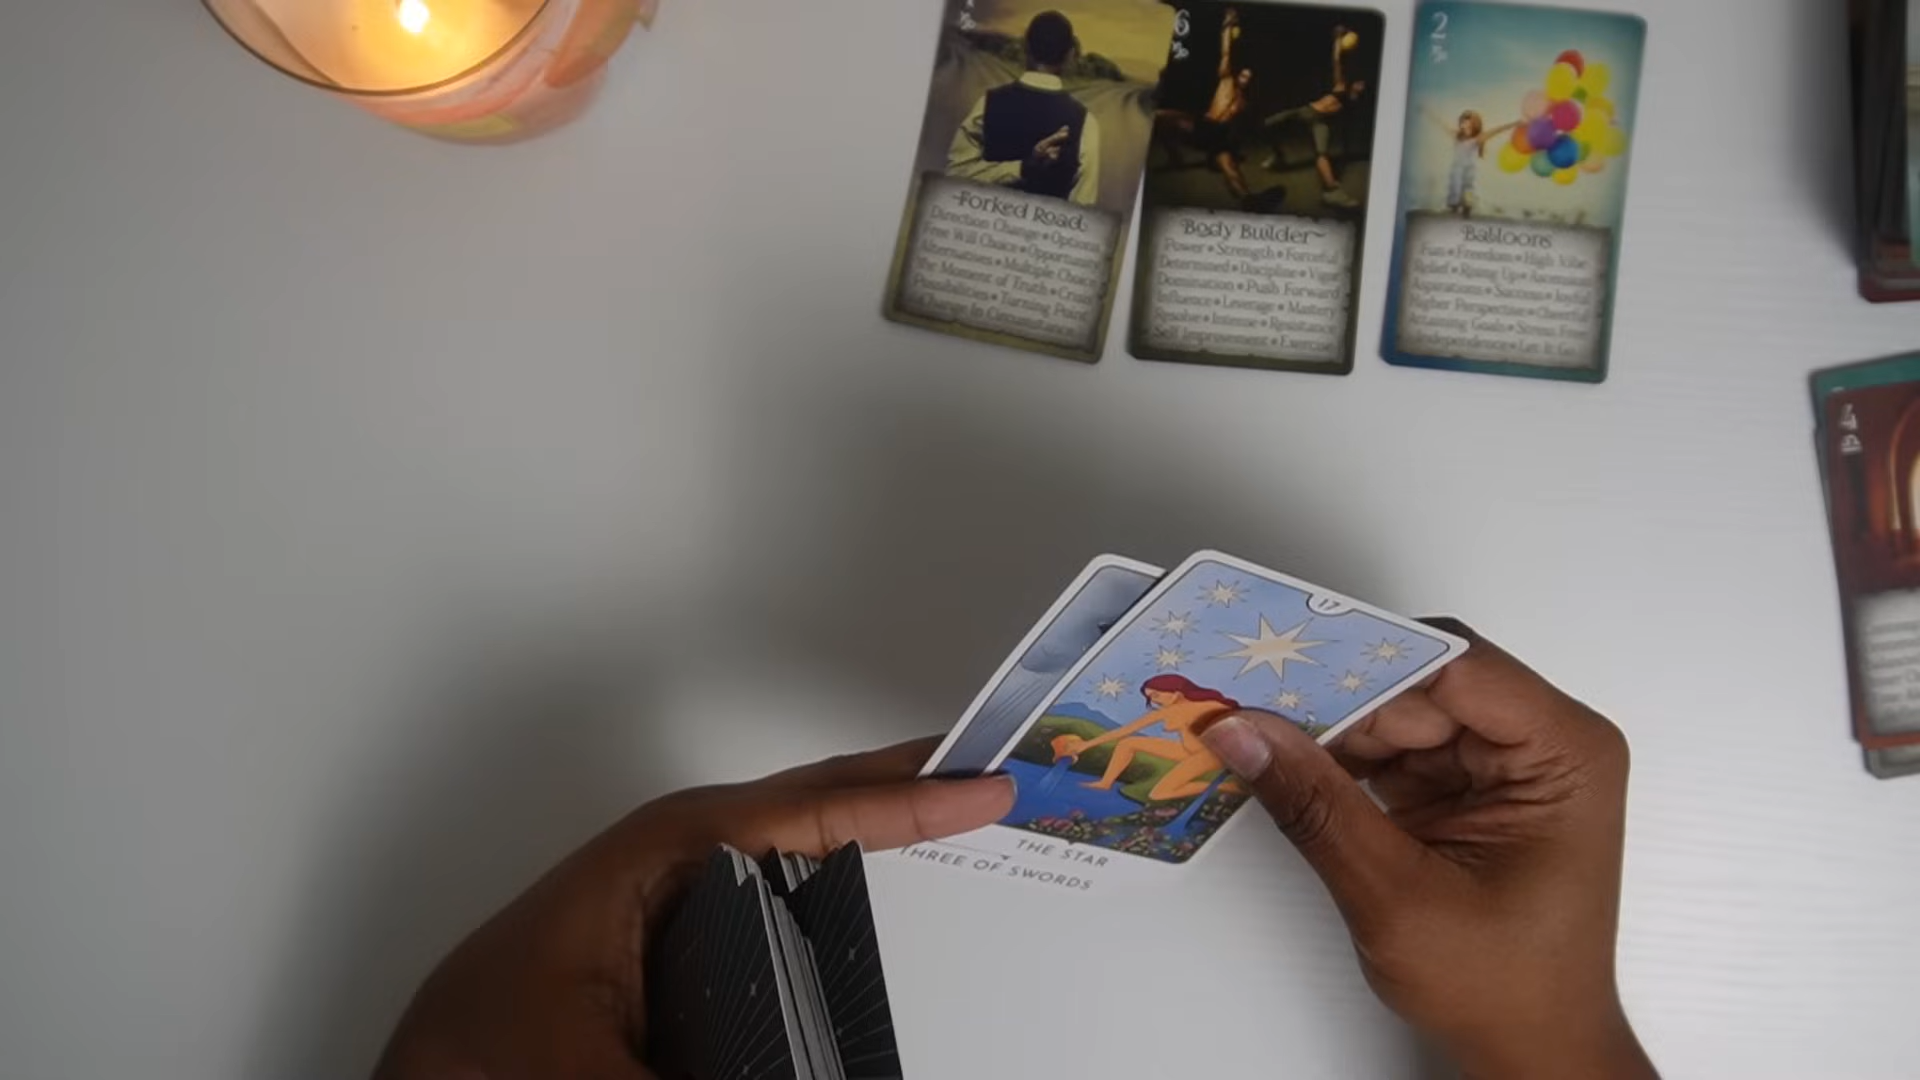 Forked Road
Direction Change • Options
Free Will Choice • Opportunity
Alternatives • Multiple Choice
The Moment of Truth • Crisis
Possibilities • Turning Point
Change In Circumstance
6
Body Builder
Power • Strength • Forceful
Determined • Discipline • Vigor
Domination • Push Forward
Influence • Leverage • Mastery
Resolve • Intense • Resistance
Self Improvement • Exercise
2
Balloons
Fun • Freedom • High Vibe
Relief • Rising Up • Ascension
Aspirations • Success • Joyful
Higher Perspective • Cheerful
Attaining Goals • Stress Free
Independence • Let It Go
17
THE STAR
THREE OF SWORDS